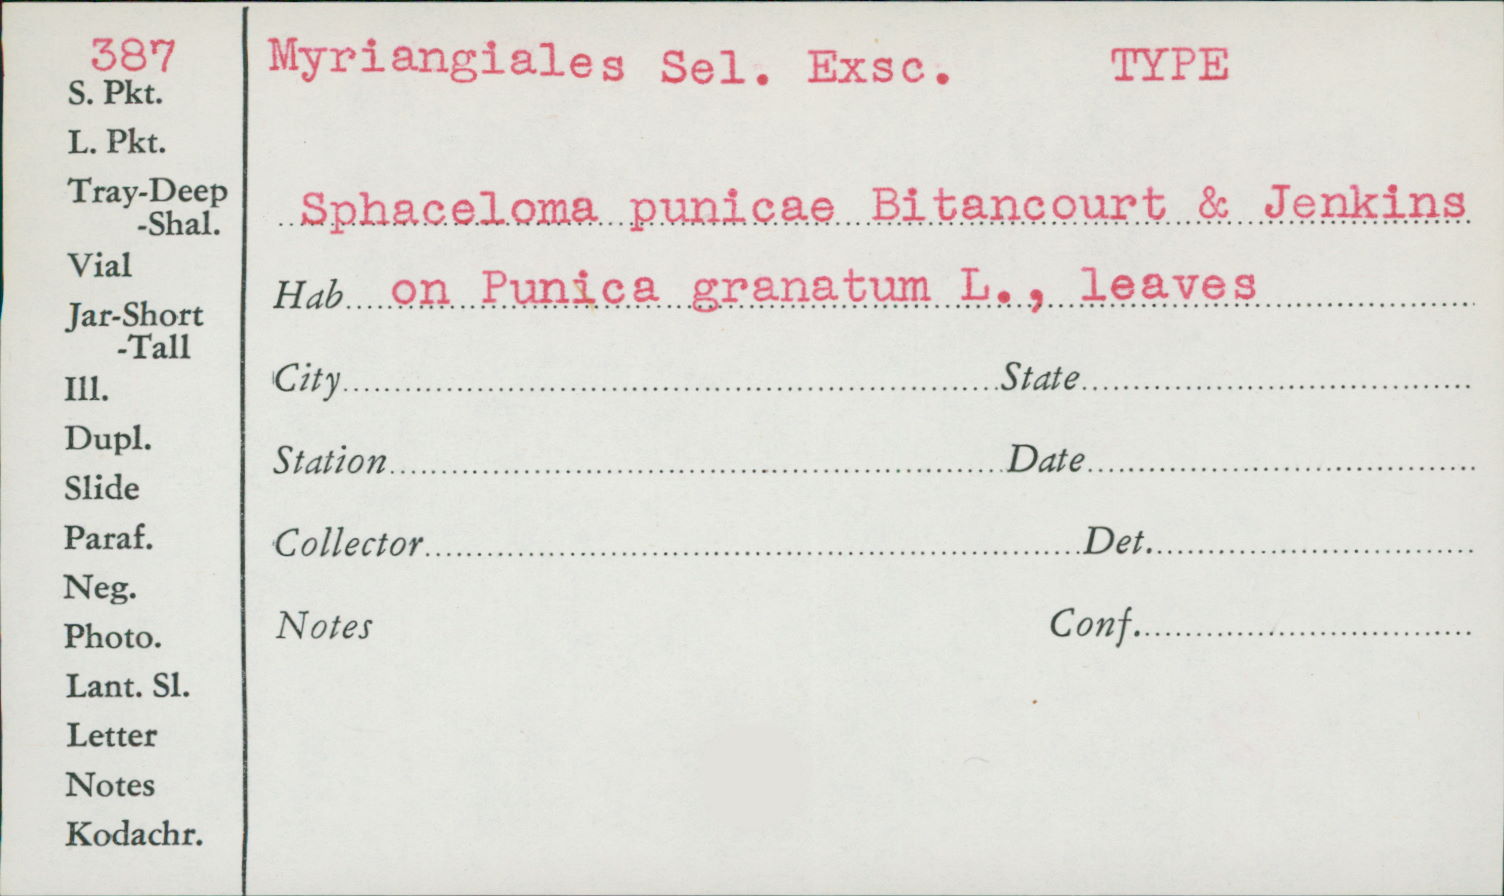 387
S. Pkt.
L. Pkt.
Tray-Deep
-Shal.
Vial
Jar-Short
-Tall
Ill.
Dupl.
Slide
Paraf.
Neg.
Photo.
Lant. Sl.
Letter
Notes
Kodachr.
Myriangiales Sel. Exsc. TYPE
Sphaceloma punicae Bitancourt & Jenkins
Hab. on Punica granatum L., leaves
City State
Station Date
Collector Det.
Notes Conf.